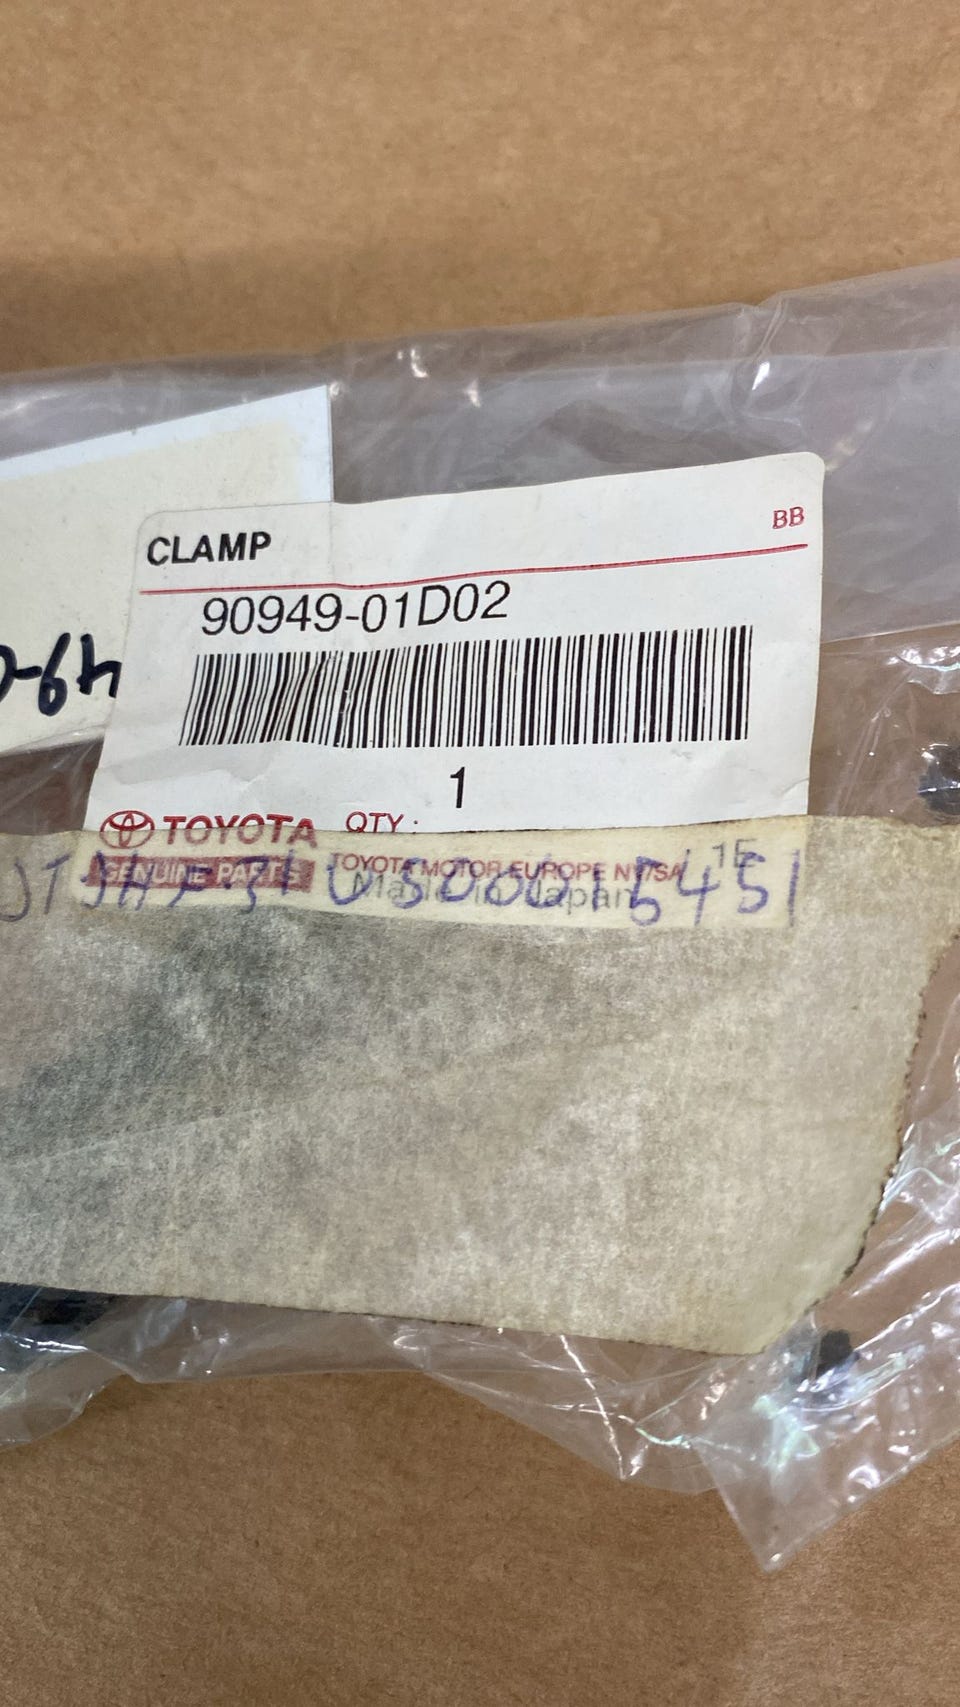 CLAMP
BB
90949-01D02
1
TOYOTA QTY :
GENUINE PARTS TOYOTA MOTOR EUROPE NV/SA 1E
Made in Japan